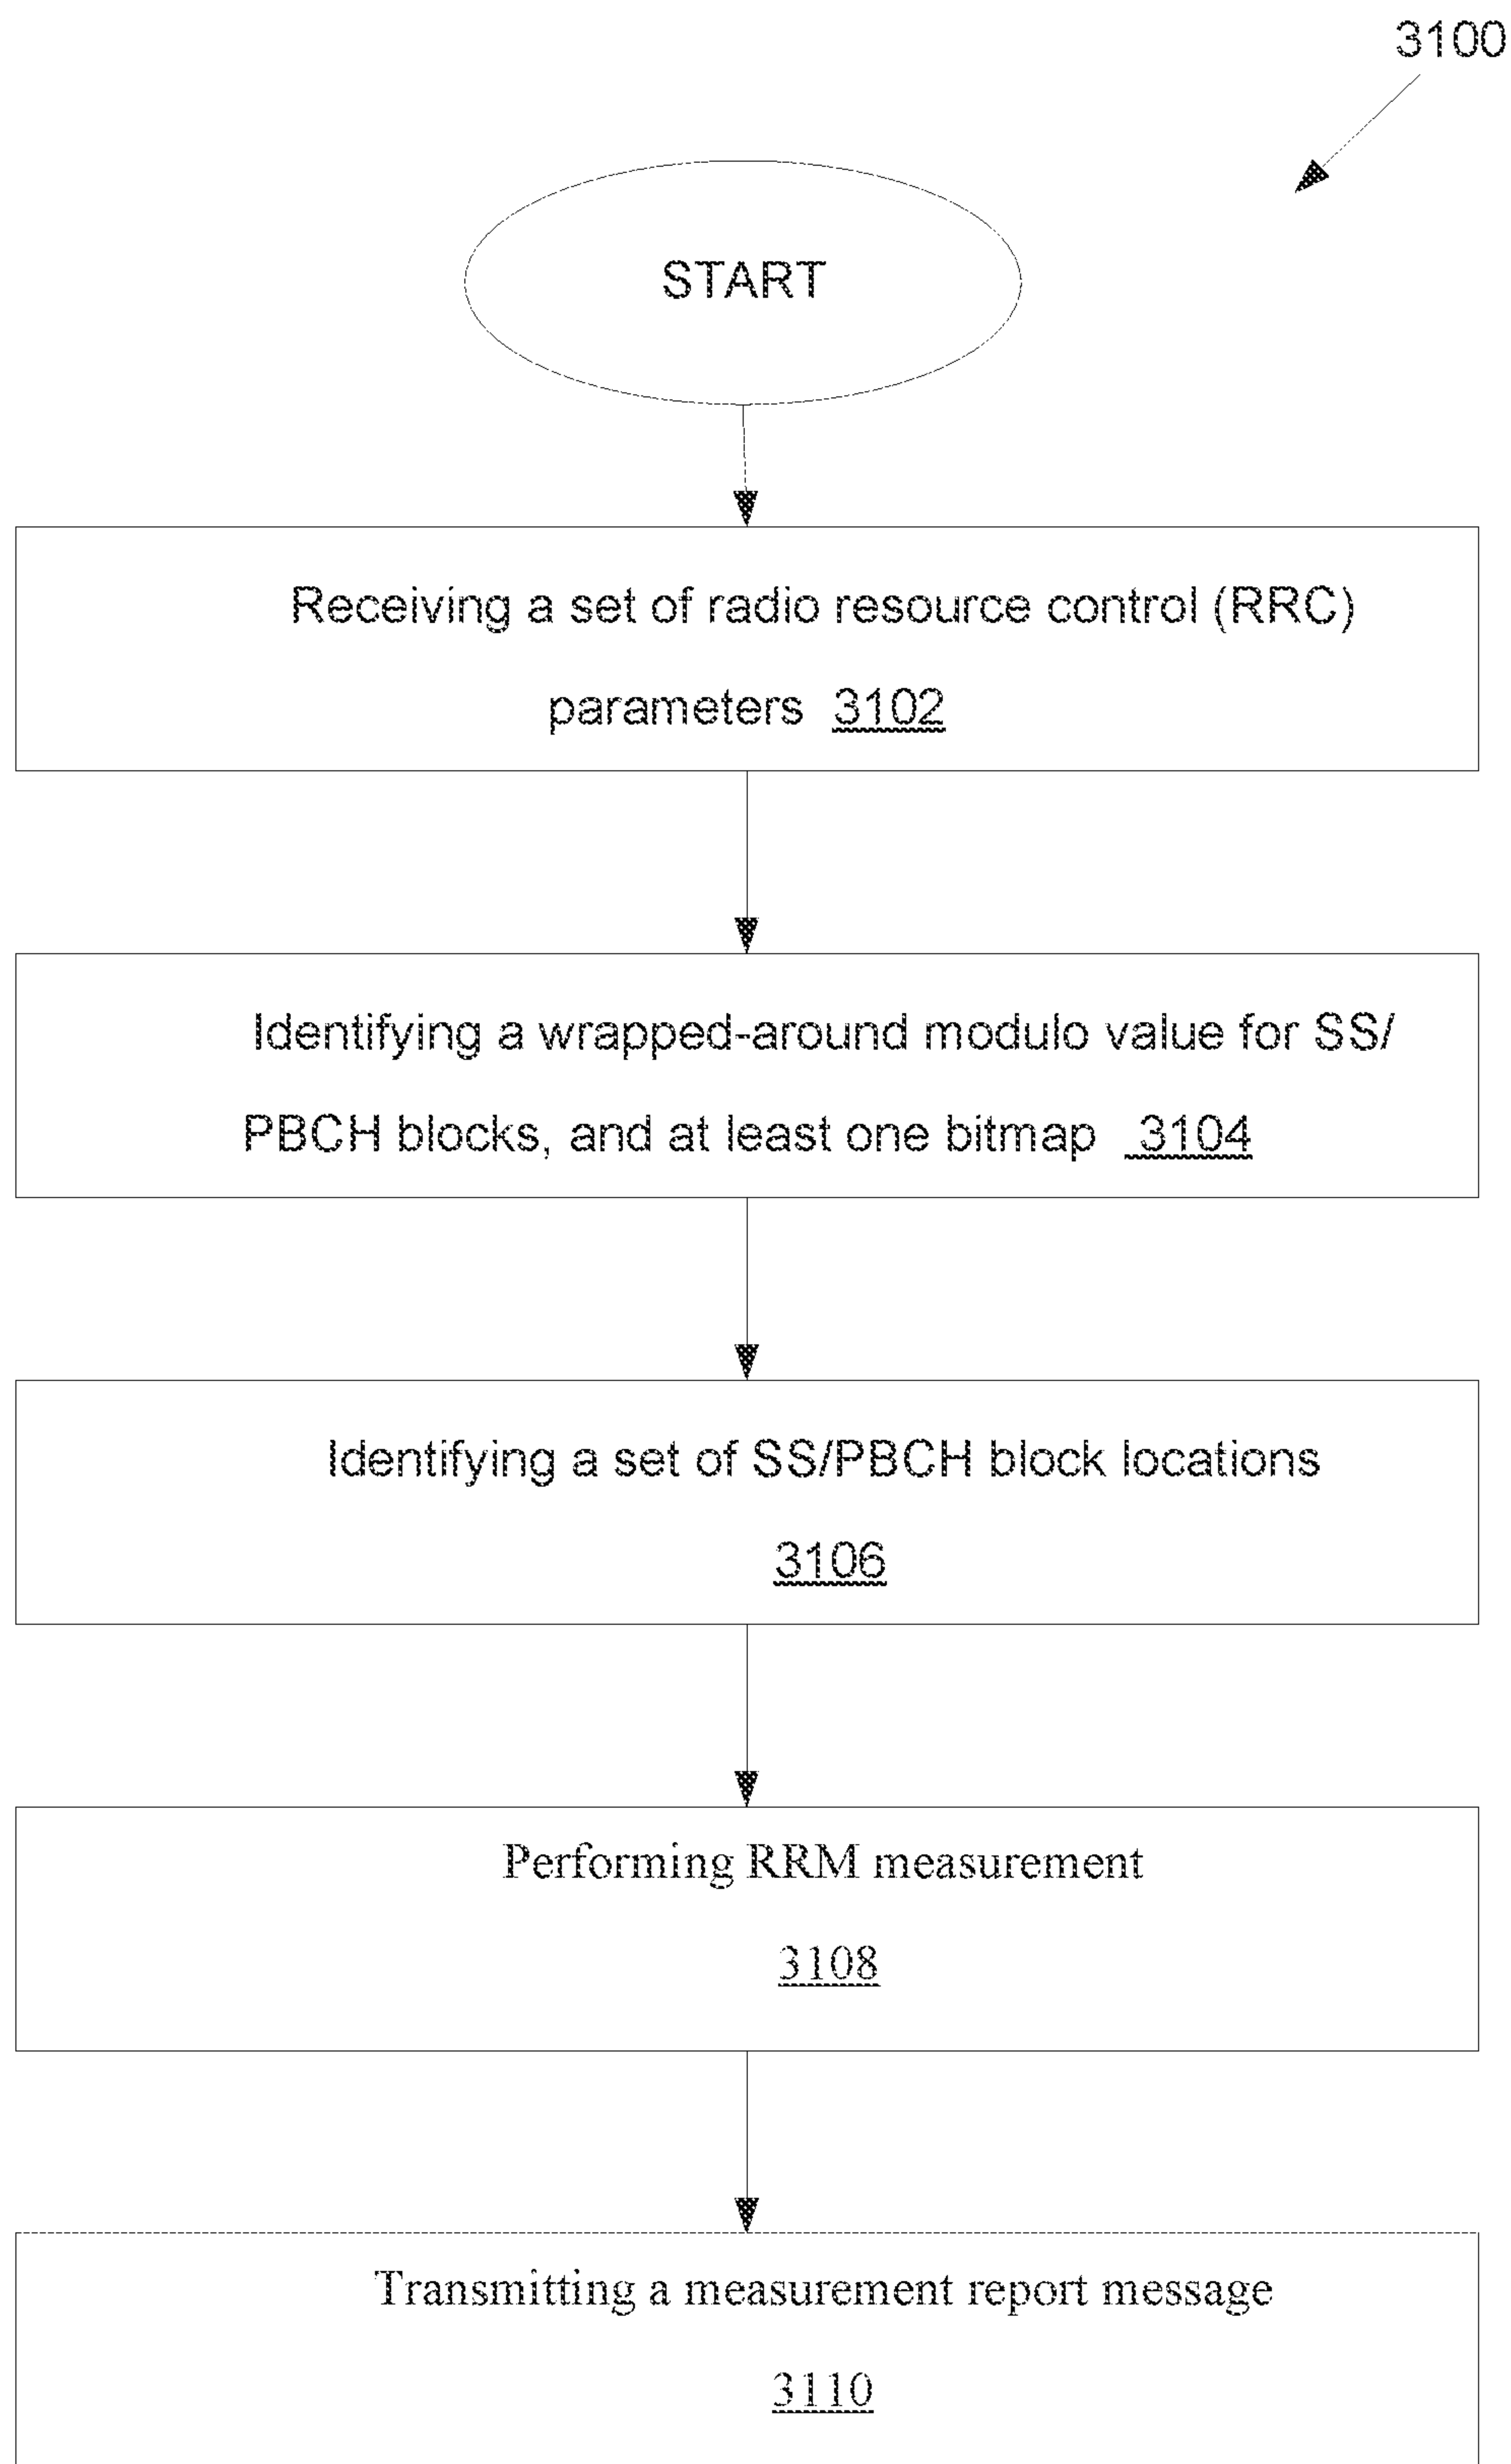 3100
START
Receiving a set of radio resource control (RRC)
parameters 3102
Identifying a wrapped-around modulo value for SS/
PBCH blocks, and at least one bitmap 3104
Identifying a set of SS/PBCH block locations
3106
Performing RRM measurement
3108
Transmitting a measurement report message
3110